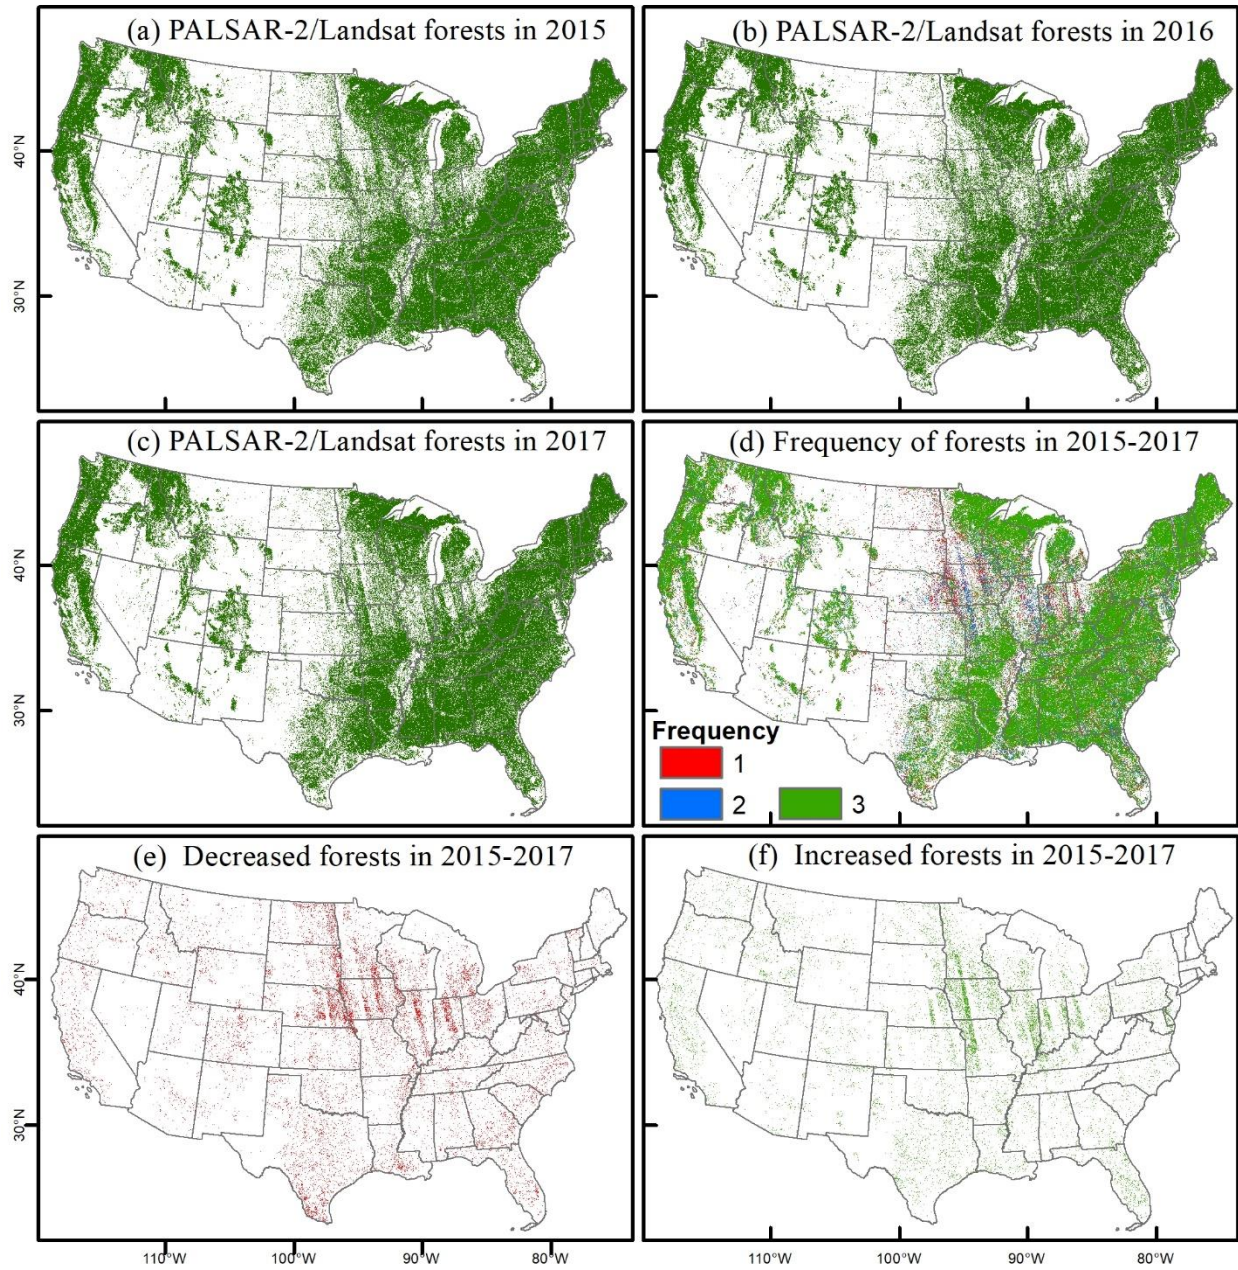 (a) PALSAR-2/Landsat forests in 2015
(b) PALSAR-2/Landsat forests in 2016
40°N
30°N
(c) PALSAR-2/Landsat forests in 2017
(d) Frequency of forests in 2015-2017
40°N
30°N
Frequency
1
2
3
(e) Decreased forests in 2015-2017
(f) Increased forests in 2015-2017
40°N
30°N
110°W
100°W
90°W
80°W
110°W
100°W
90°W
80°W